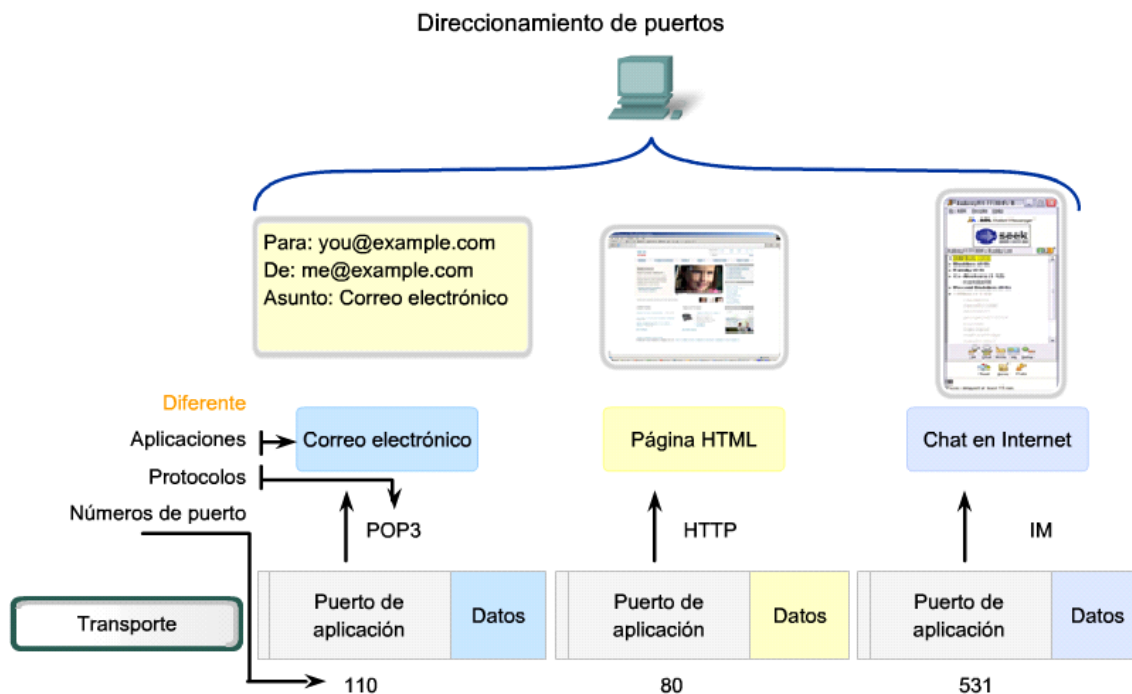 Direccionamiento de puertos
Para: you@example.com
De: me@example.com
Asunto: Correo electrónico
seek
Diferente
Aplicaciones
Correo electrónico
Página HTML
Chat en Internet
Protocolos
Números de puerto
POP3
HTTP
IM
Transporte
Puerto de
aplicación
Datos
Puerto de
aplicación
Datos
Puerto de
aplicación
Datos
110
80
531